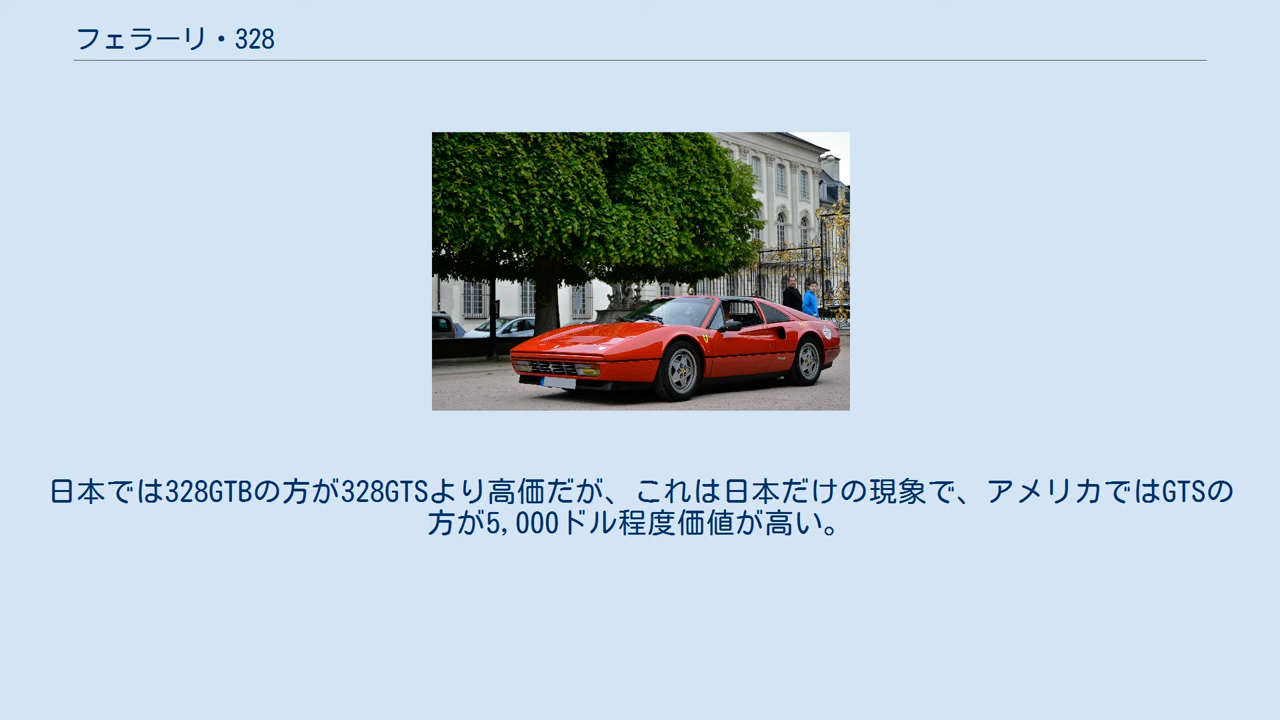 フェラーリ・328
日本では328GTBの方が328GTSより高価だが、これは日本だけの現象で、アメリカではGTSの
方が5,000ドル程度価値が高い。